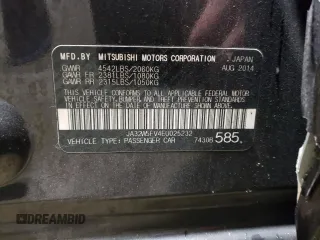 MFD.BY MITSUBISHI MOTORS CORPORATION J JAPAN
GVWR 4542LBS/2060KG AUG 2014
GAWR FR 2381LBS/1080KG
GAWR RR 2315LBS/1050KG
THIS VEHICLE CONFORMS TO ALL APPLICABLE FEDERAL MOTOR VEHICLE SAFETY, BUMPER, AND THEFT PREVENTION STANDARDS IN EFFECT ON THE DATE OF MANUFACTURE SHOWN ABOVE.
JA32W5FV4EU025232
VEHICLE TYPE: PASSENGER CAR 74306 585.
DREAMBID